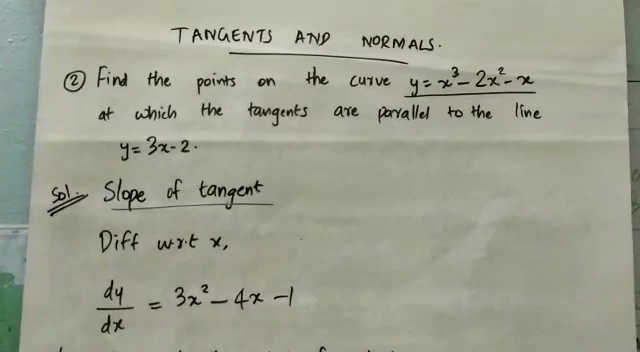 TANGENTS AND NORMALS.
② Find the points on the curve y = x³ - 2x² - x
at which the tangents are parallel to the line
y = 3x - 2.
Sol. Slope of tangent
Diff w.r.t x,
dy/dx = 3x² - 4x - 1